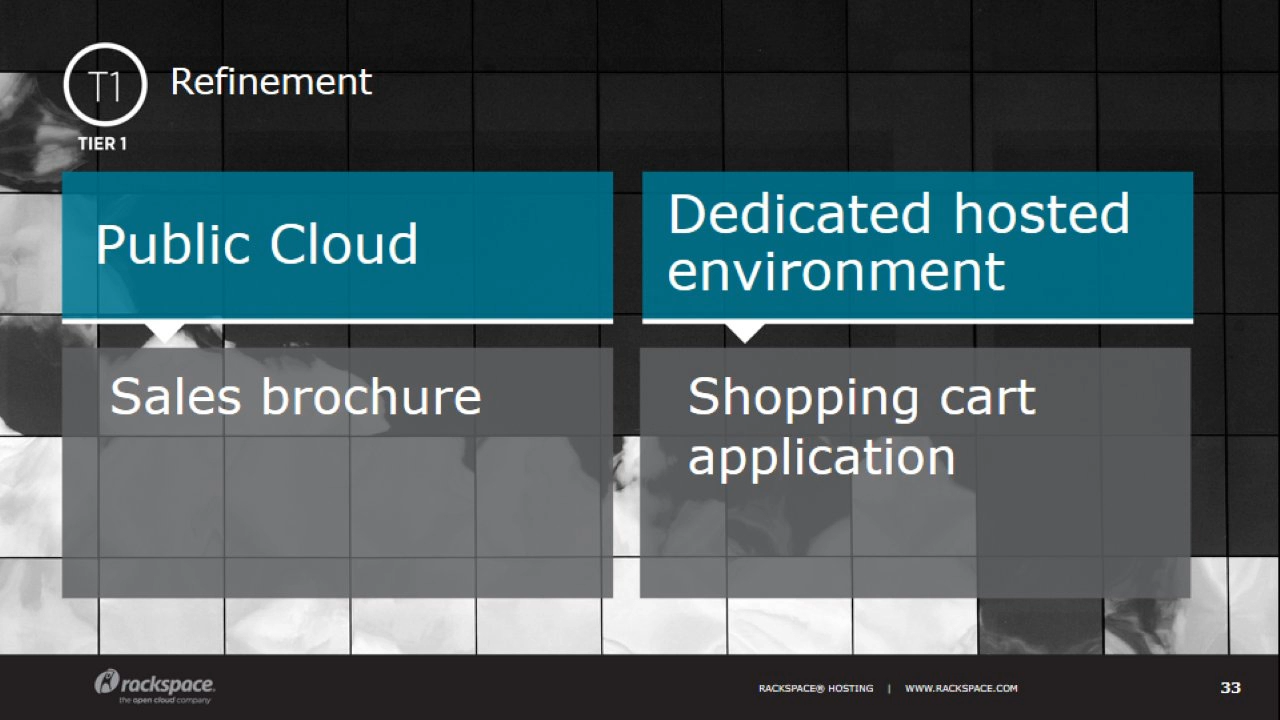 T1
Refinement
TIER 1
Public Cloud
Dedicated hosted
environment
Sales brochure
Shopping cart
application
rackspace.
the open cloud company
RACKSPACE® HOSTING | WWW.RACKSPACE.COM
33